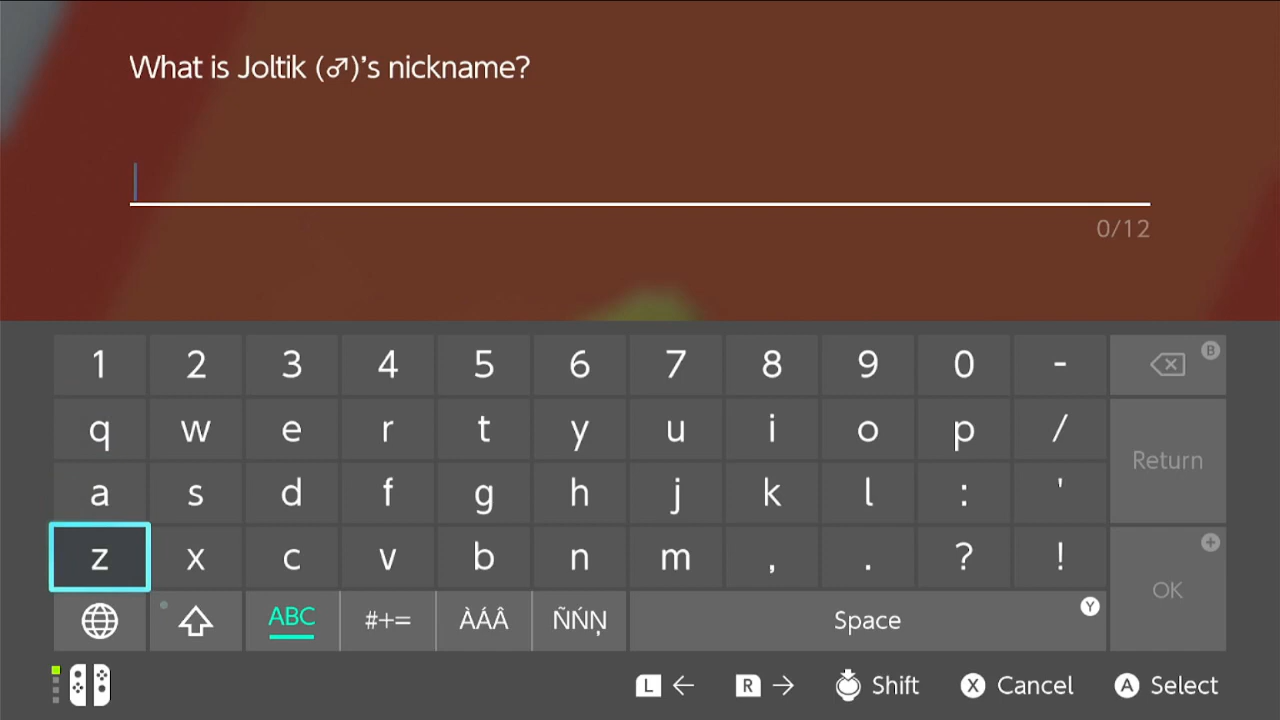 What is Joltik (♂)'s nickname?
0/12
1 2 3 4 5 6 7 8 9 0 - B
q w e r t y u i o p / Return
a s d f g h j k l : '
z x c v b n m , . ? ! + OK
ABC #+= ÀÁÂ ÑŃŅ Space Y
L ← R → Shift X Cancel A Select